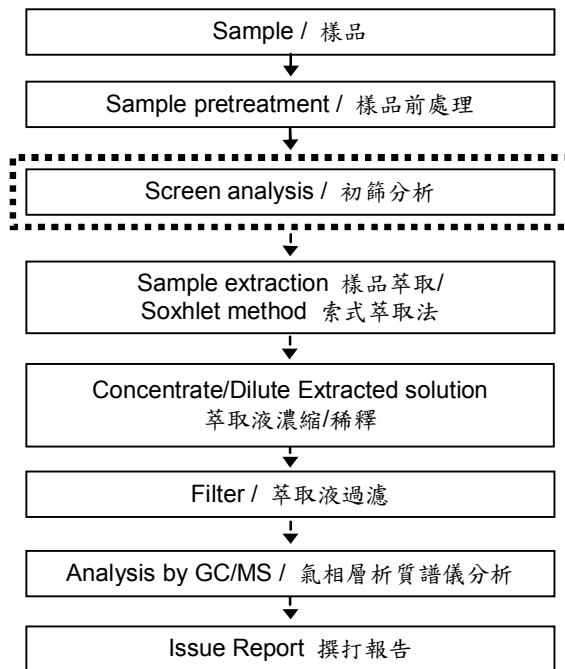 Sample / 樣品
Sample pretreatment / 樣品前處理
Screen analysis / 初篩分析
Sample extraction 樣品萃取/
Soxhlet method 索式萃取法
Concentrate/Dilute Extracted solution
萃取液濃縮/稀釋
Filter / 萃取液過濾
Analysis by GC/MS / 氣相層析質譜儀分析
Issue Report 撰打報告